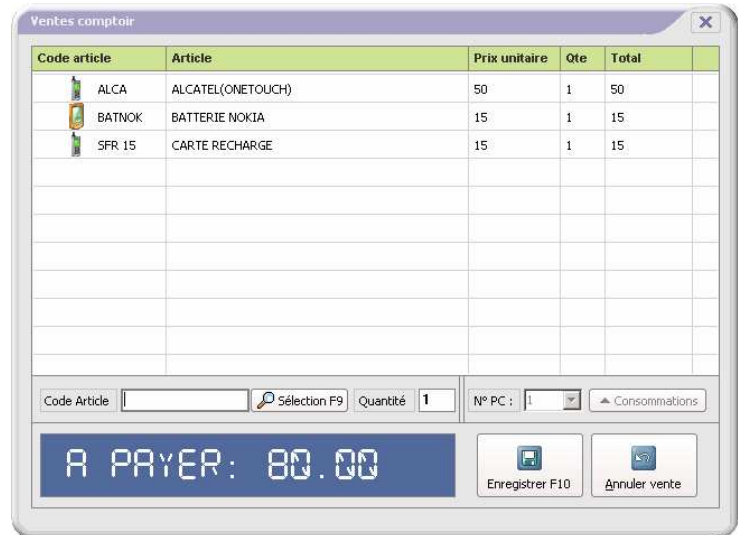 Ventes comptoir
Code article Article Prix unitaire Qte Total
ALCA ALCATEL(ONETOUCH) 50 1 50
BATNOK BATTERIE NOKIA 15 1 15
SFR 15 CARTE RECHARGE 15 1 15
Code Article Sélection F9 Quantité 1 N° PC : 1 Consommations
A PAYER: 80.00
Enregistrer F10 Annuler vente